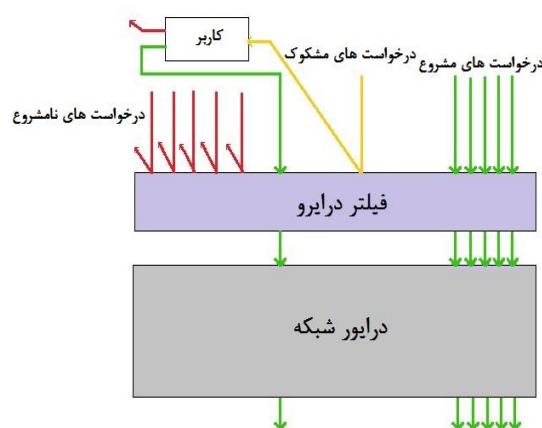 کاربر
درخواست های مشکوک
درخواست های مشروع
درخواست های نامشروع
فیلتر درایرو
درایور شبکه